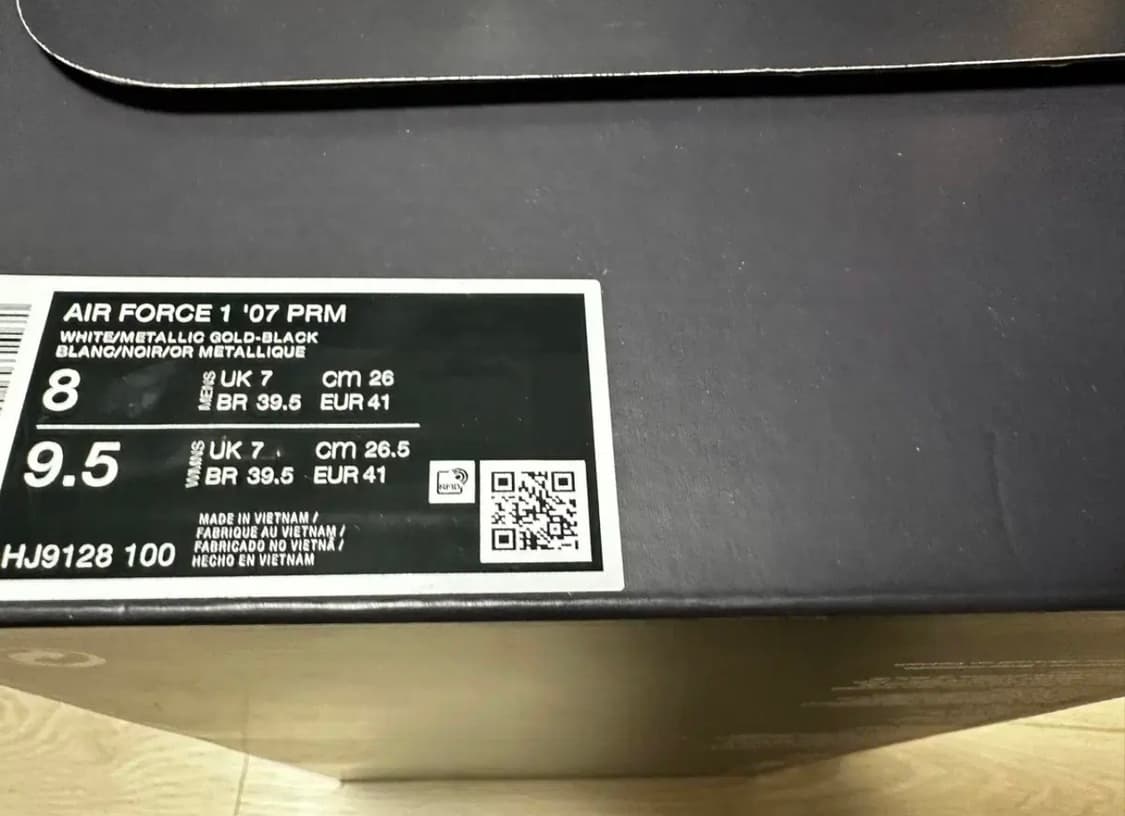 AIR FORCE 1 '07 PRM
WHITE/METALLIC GOLD-BLACK
BLANC/NOIR/OR METALLIQUE
8 MENS UK 7 cm 26
BR 39.5 EUR 41
9.5 WMNS UK 7 cm 26.5
BR 39.5 EUR 41
MADE IN VIETNAM /
FABRIQUE AU VIETNAM /
FABRICADO NO VIETNÃ /
HECHO EN VIETNAM
HJ9128 100